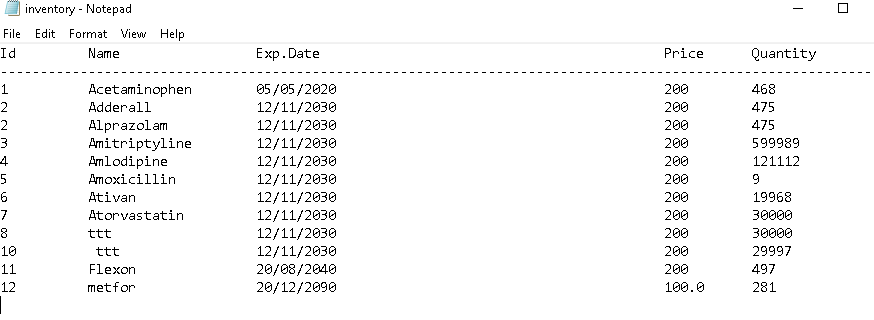 inventory - Notepad
File Edit Format View Help
Id Name Exp.Date Price Quantity
-------------------------------------------------------------------------------------------------------------
1 Acetaminophen 05/05/2020 200 468
2 Adderall 12/11/2030 200 475
2 Alprazolam 12/11/2030 200 475
3 Amitriptyline 12/11/2030 200 599989
4 Amlodipine 12/11/2030 200 121112
5 Amoxicillin 12/11/2030 200 9
6 Ativan 12/11/2030 200 19968
7 Atorvastatin 12/11/2030 200 30000
8 ttt 12/11/2030 200 30000
10 ttt 12/11/2030 200 29997
11 Flexon 20/08/2040 200 497
12 metfor 20/12/2090 100.0 281